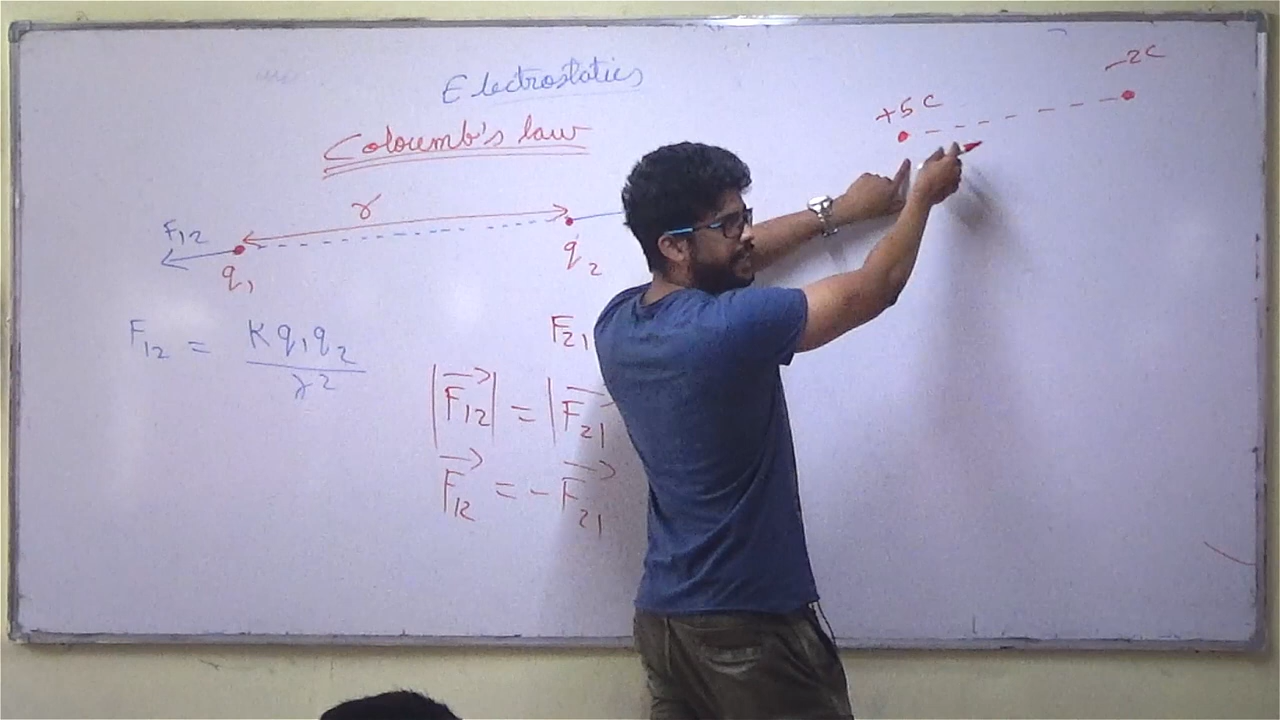 Electrostatics
Coloumb's law
r
F12
q1
q2
F12 = Kq1q2 / r2
F21
|F12| = |F21
F12 = -F21
+5C
-2C